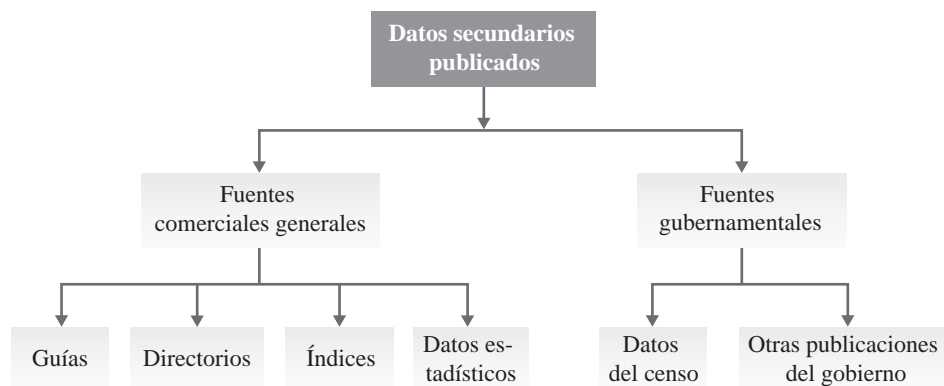 Datos secundarios
publicados
Fuentes
comerciales generales
Fuentes
gubernamentales
Guías
Directorios
Índices
Datos es-
tadísticos
Datos
del censo
Otras publicaciones
del gobierno